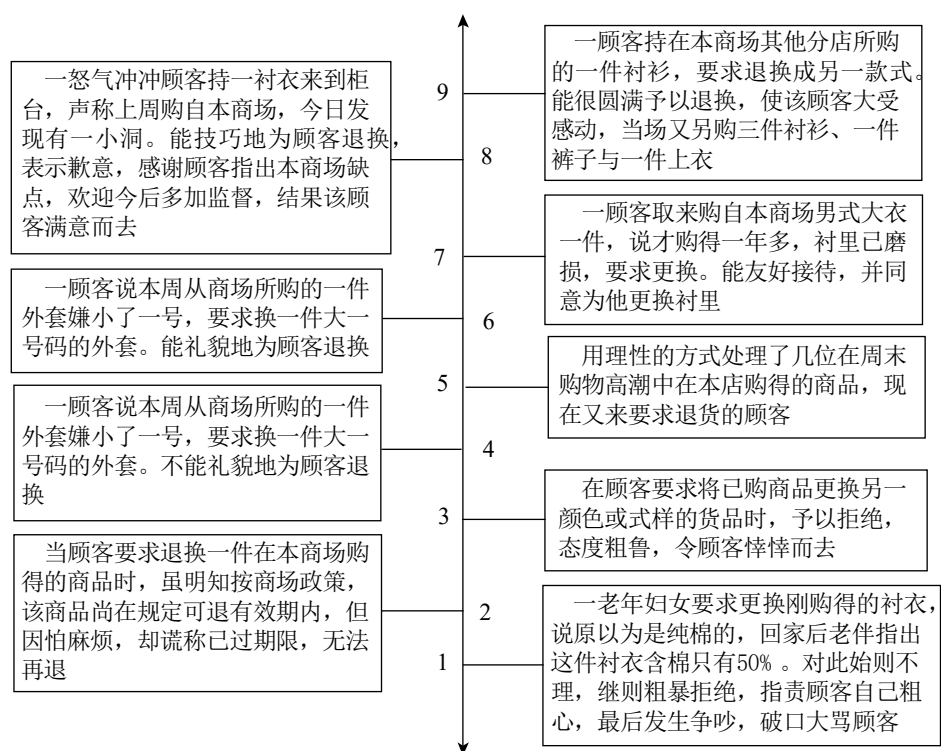 一顾客持在本商场其他分店所购
的一件衬衫，要求退换成另一款式。
能很圆满予以退换，使该顾客大受
感动，当场又另购三件衬衫、一件
裤子与一件上衣
9
一怒气冲冲顾客持一衬衣来到柜
台，声称上周购自本商场，今日发
现有一小洞。能技巧地为顾客退换，
表示歉意，感谢顾客指出本商场缺
点，欢迎今后多加监督，结果该顾
客满意而去
8
一顾客取来购自本商场男式大衣
一件，说才购得一年多，衬里已磨
损，要求更换。能友好接待，并同
意为他更换衬里
7
一顾客说本周从商场所购的一件
外套嫌小了一号，要求换一件大一
号码的外套。能礼貌地为顾客退换
6
用理性的方式处理了几位在周末
购物高潮中在本店购得的商品，现
在又来要求退货的顾客
5
一顾客说本周从商场所购的一件
外套嫌小了一号，要求换一件大一
号码的外套。不能礼貌地为顾客退
换
4
在顾客要求将已购商品更换另一
颜色或式样的货品时，予以拒绝，
态度粗鲁，令顾客悻悻而去
3
当顾客要求退换一件在本商场购
得的商品时，虽明知按商场政策，
该商品尚在规定可退有效期内，但
因怕麻烦，却谎称已过期限，无法
再退
2
一老年妇女要求更换刚购得的衬衣，
说原以为是纯棉的，回家后老伴指出
这件衬衣含棉只有50%。对此始则不
理，继则粗暴拒绝，指责顾客自己粗
心，最后发生争吵，破口大骂顾客
1